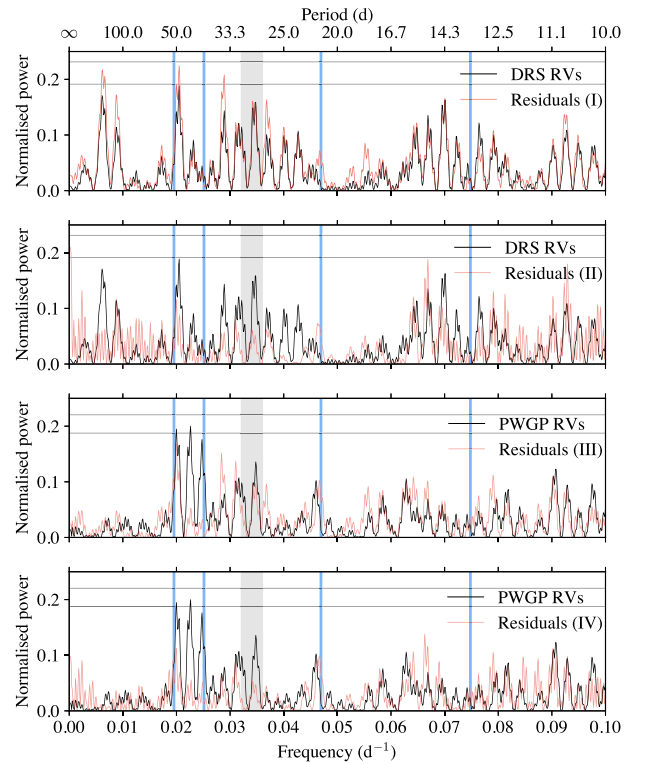 Period (d)
∞ 100.0 50.0 33.3 25.0 20.0 16.7 14.3 12.5 11.1 10.0
Normalised power
0.2
0.1
0.0
DRS RVs
Residuals (I)
Normalised power
0.2
0.1
0.0
DRS RVs
Residuals (II)
Normalised power
0.2
0.1
0.0
PWGP RVs
Residuals (III)
Normalised power
0.2
0.1
0.0
PWGP RVs
Residuals (IV)
0.00 0.01 0.02 0.03 0.04 0.05 0.06 0.07 0.08 0.09 0.10
Frequency (d⁻¹)